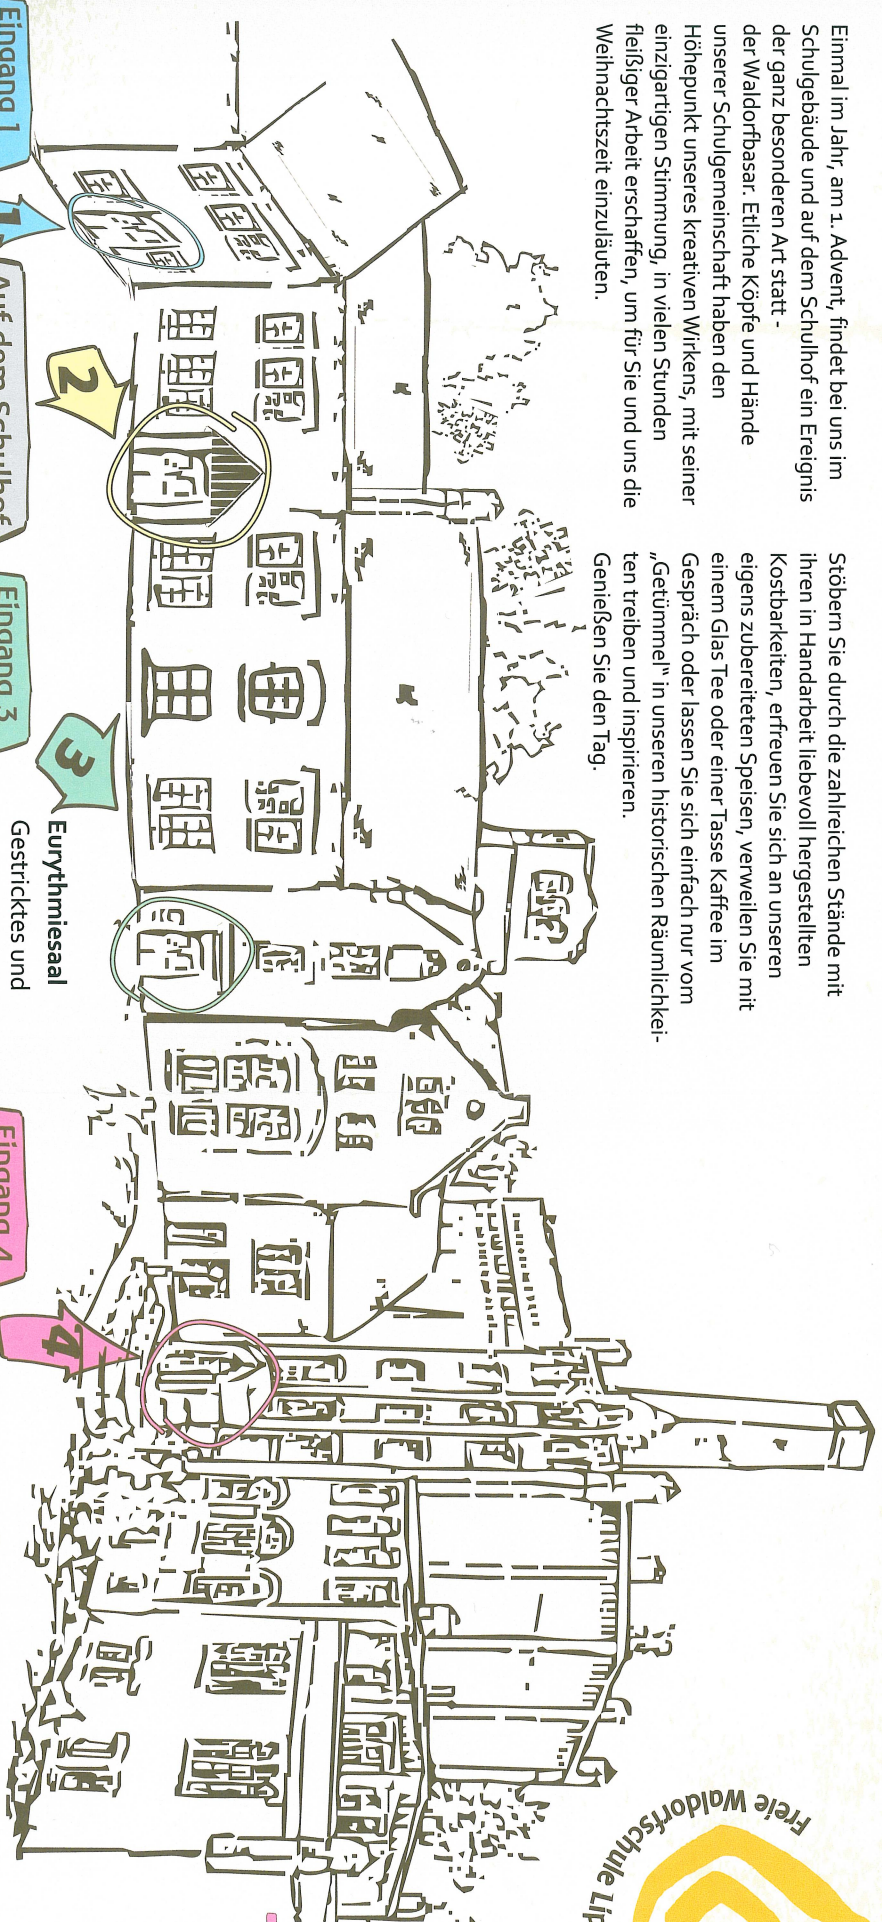 Einmal im Jahr, am 1. Advent, findet bei uns im
Schulgebäude und auf dem Schulhof ein Ereignis
der ganz besonderen Art statt -
der Waldorfbasar. Etliche Köpfe und Hände
unserer Schulgemeinschaft haben den
Höhepunkt unseres kreativen Wirkens, mit seiner
einzigartigen Stimmung, in vielen Stunden
fleißiger Arbeit erschaffen, um für Sie und uns die
Weihnachtszeit einzuläuten.
Stöbern Sie durch die zahlreichen Stände mit
ihren in Handarbeit liebevoll hergestellten
Kostbarkeiten, erfreuen Sie sich an unseren
eigens zubereiteten Speisen, verweilen Sie mit
einem Glas Tee oder einer Tasse Kaffee im
Gespräch oder lassen Sie sich einfach nur vom
„Getümmel“ in unseren historischen Räumlichkei-
ten treiben und inspirieren.
Genießen Sie den Tag.
Freie Waldorfschule Lip
1
2
3
4
Eingang 1
Auf dem Schulhof
Eingang 3
Eurythmiesaal
Gestricktes und
Eingang 4